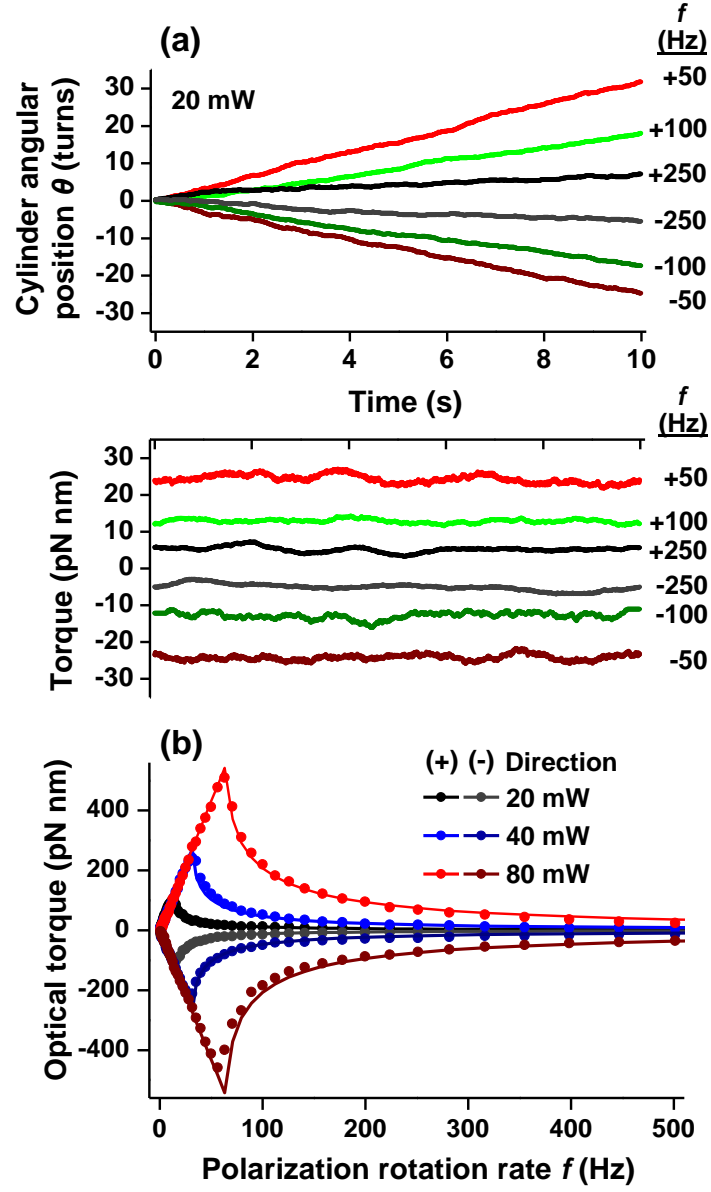 (a)
f
(Hz)
20 mW
+50
+100
+250
-250
-100
-50
30
20
10
0
-10
-20
-30
Cylinder angular
position θ (turns)
0 2 4 6 8 10
Time (s)
f
(Hz)
30
20
10
0
-10
-20
-30
Torque (pN nm)
+50
+100
+250
-250
-100
-50
(b)
(+) (-) Direction
20 mW
40 mW
80 mW
400
200
0
-200
-400
Optical torque (pN nm)
0 100 200 300 400 500
Polarization rotation rate f (Hz)